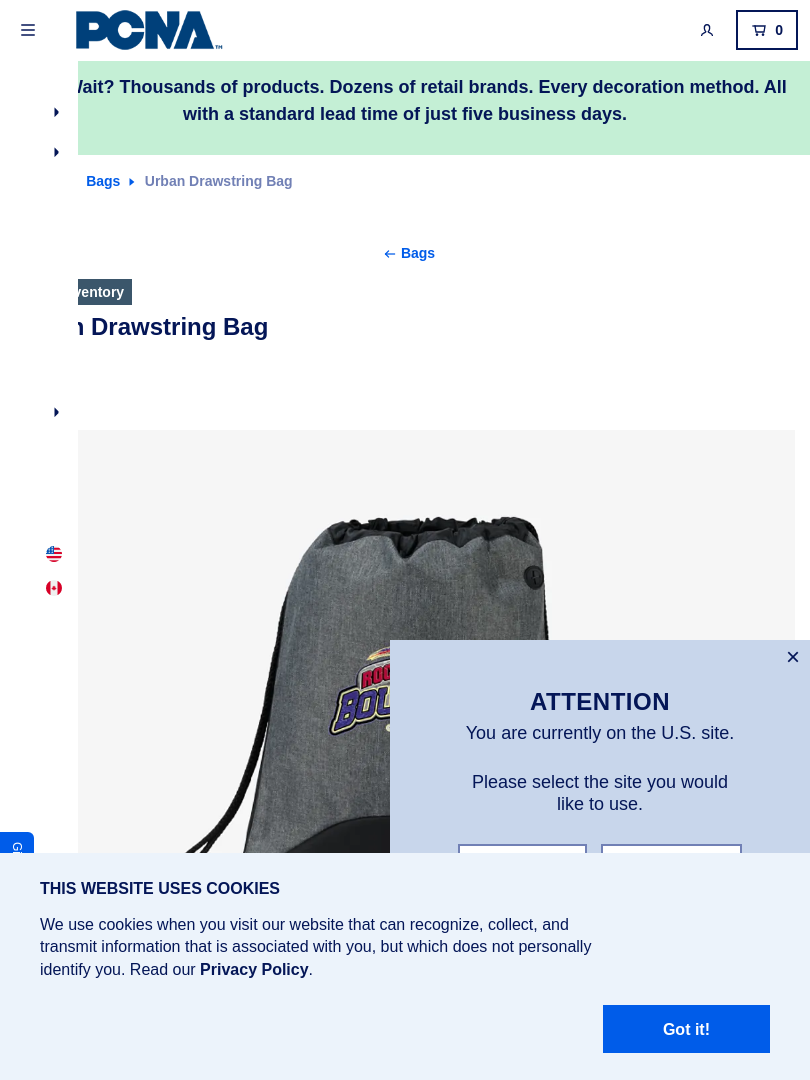 PCNA™
0
Wait? Thousands of products. Dozens of retail brands. Every decoration method. All
with a standard lead time of just five business days.
Bags
Urban Drawstring Bag
← Bags
Drawstring Bag
ATTENTION
You are currently on the U.S. site.
Please select the site you would
like to use.
THIS WEBSITE USES COOKIES
We use cookies when you visit our website that can recognize, collect, and
transmit information that is associated with you, but which does not personally
identify you. Read our Privacy Policy.
Got it!